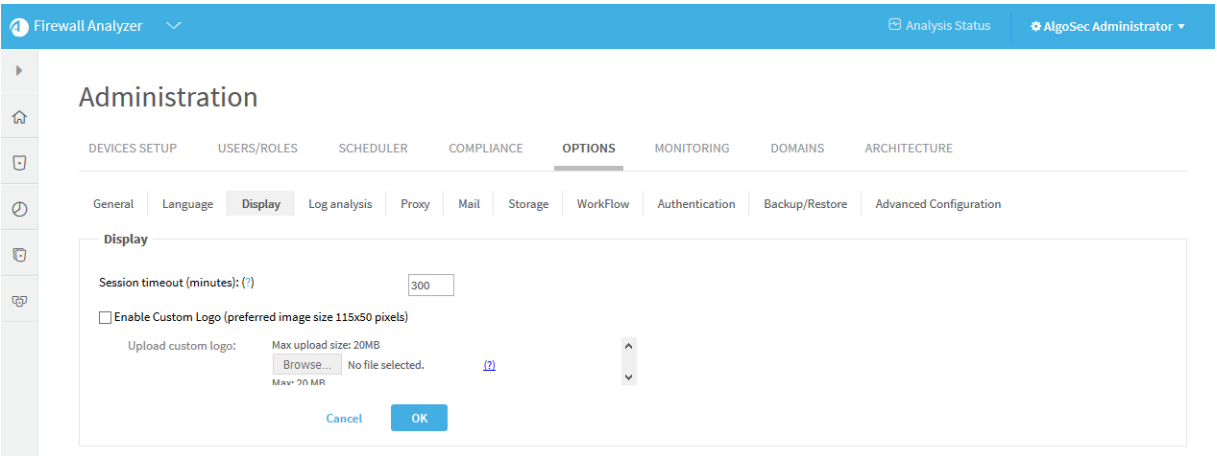 Firewall Analyzer Analysis Status AlgoSec Administrator
Administration
DEVICES SETUP USERS/ROLES SCHEDULER COMPLIANCE OPTIONS MONITORING DOMAINS ARCHITECTURE
General Language Display Log analysis Proxy Mail Storage WorkFlow Authentication Backup/Restore Advanced Configuration
Display
Session timeout (minutes): (?) 300
Enable Custom Logo (preferred image size 115x50 pixels)
Upload custom logo: Max upload size: 20MB
Browse... No file selected. (?)
Max: 20 MB
Cancel OK